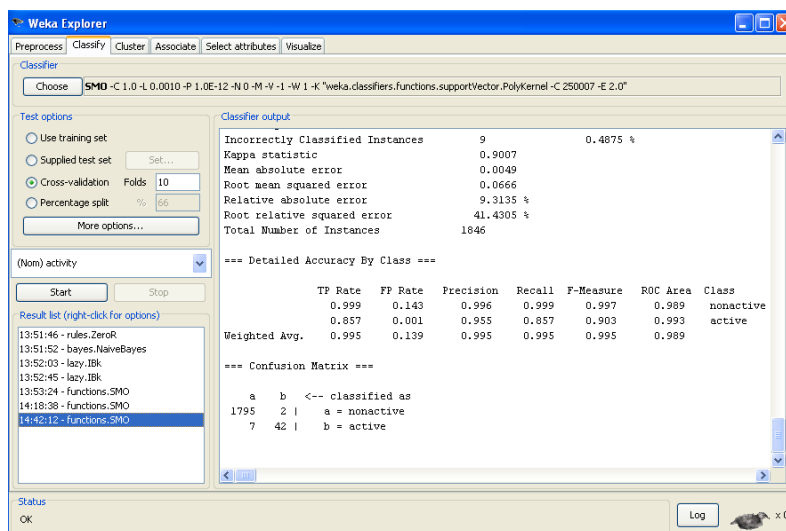 Weka Explorer
Preprocess Classify Cluster Associate Select attributes Visualize
Classifier
Choose SMO -C 1.0 -L 0.0010 -P 1.0E-12 -N 0 -M -V -1 -W 1 -K "weka.classifiers.functions.supportVector.PolyKernel -C 250007 -E 2.0"
Test options
Use training set
Supplied test set Set...
Cross-validation Folds 10
Percentage split % 66
More options...
(Nom) activity
Start Stop
Result list (right-click for options)
13:51:46 - rules.ZeroR
13:51:52 - bayes.NaiveBayes
13:52:03 - lazy.IBk
13:52:45 - lazy.IBk
13:53:24 - functions.SMO
14:18:38 - functions.SMO
14:42:12 - functions.SMO
Classifier output
Incorrectly Classified Instances 9 0.4875 %
Kappa statistic 0.9007
Mean absolute error 0.0049
Root mean squared error 0.0666
Relative absolute error 9.3135 %
Root relative squared error 41.4305 %
Total Number of Instances 1846
=== Detailed Accuracy By Class ===
TP Rate FP Rate Precision Recall F-Measure ROC Area Class
0.999 0.143 0.996 0.999 0.997 0.989 nonactive
0.857 0.001 0.955 0.857 0.903 0.993 active
Weighted Avg. 0.995 0.139 0.995 0.995 0.995 0.989
=== Confusion Matrix ===
a b <-- classified as
1795 2 | a = nonactive
7 42 | b = active
Status
OK
Log
x 0